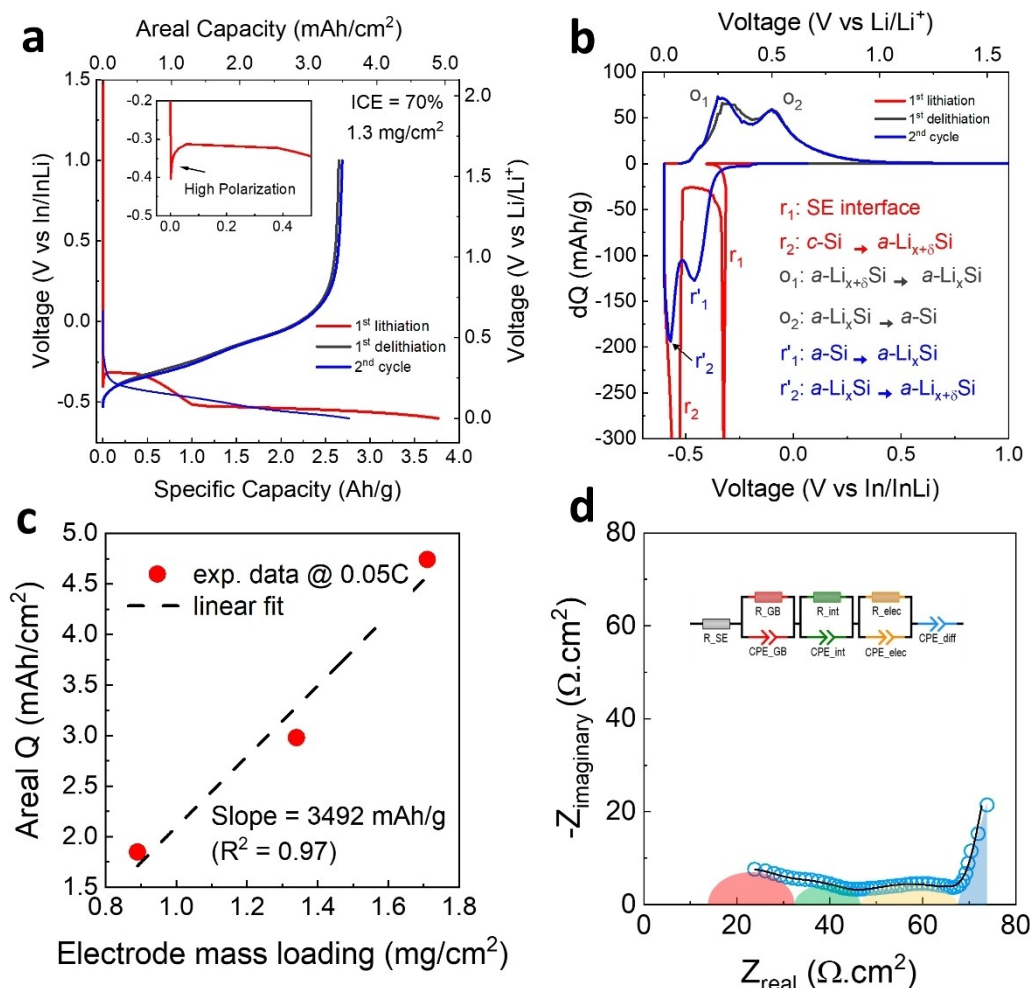 a
Areal Capacity (mAh/cm²)
0.0 1.0 2.0 3.0 4.0 5.0
Voltage (V vs In/InLi)
1.5
1.0
0.5
0.0
-0.5
-0.2
-0.3
-0.4
-0.5
0.0 0.2 0.4
High Polarization
ICE = 70%
1.3 mg/cm²
1st lithiation
1st delithiation
2nd cycle
2.0
1.5
1.0
0.5
0.0
Voltage (V vs Li/Li⁺)
0.0 0.5 1.0 1.5 2.0 2.5 3.0 3.5 4.0
Specific Capacity (Ah/g)
b
Voltage (V vs Li/Li⁺)
0.0 0.5 1.0 1.5
dQ (mAh/g)
100
50
0
-50
-100
-150
-200
-250
-300
o₁
o₂
1st lithiation
1st delithiation
2nd cycle
r₁
r'₁
r'₂
r₂
r₁: SE interface
r₂: c-Si → a-Liₓ₊δSi
o₁: a-Liₓ₊δSi → a-LiₓSi
o₂: a-LiₓSi → a-Si
r'₁: a-Si → a-LiₓSi
r'₂: a-LiₓSi → a-Liₓ₊δSi
-0.5 0.0 0.5 1.0
Voltage (V vs In/InLi)
c
Areal Q (mAh/cm²)
5.0
4.5
4.0
3.5
3.0
2.5
2.0
1.5
exp. data @ 0.05C
linear fit
Slope = 3492 mAh/g
(R² = 0.97)
0.8 1.0 1.2 1.4 1.6 1.8
Electrode mass loading (mg/cm²)
d
-Zimaginary (Ω.cm²)
80
60
40
20
0
R_SE
R_GB
CPE_GB
R_int
CPE_int
R_elec
CPE_elec
CPE_diff
0 20 40 60 80
Zreal (Ω.cm²)